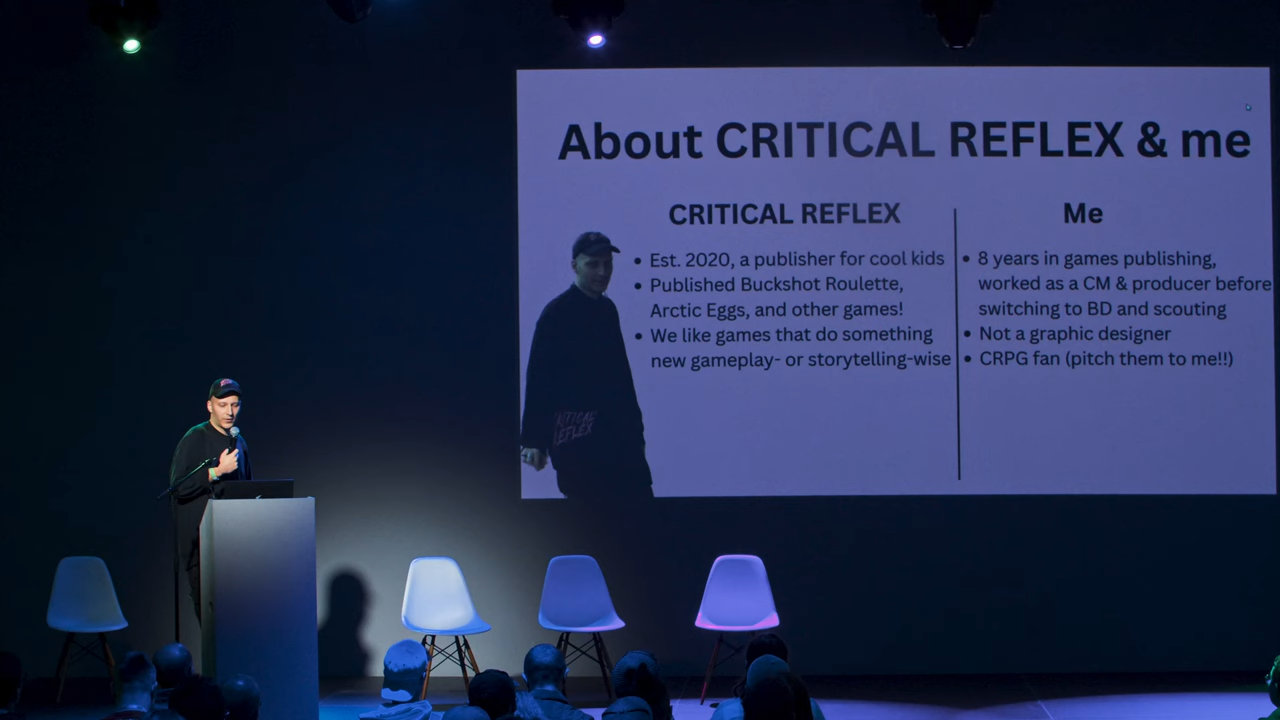 About CRITICAL REFLEX & me
CRITICAL REFLEX
• Est. 2020, a publisher for cool kids
• Published Buckshot Roulette,
Arctic Eggs, and other games!
• We like games that do something
new gameplay- or storytelling-wise
Me
• 8 years in games publishing,
worked as a CM & producer before
switching to BD and scouting
• Not a graphic designer
• CRPG fan (pitch them to me!!)
CRITICAL
REFLEX